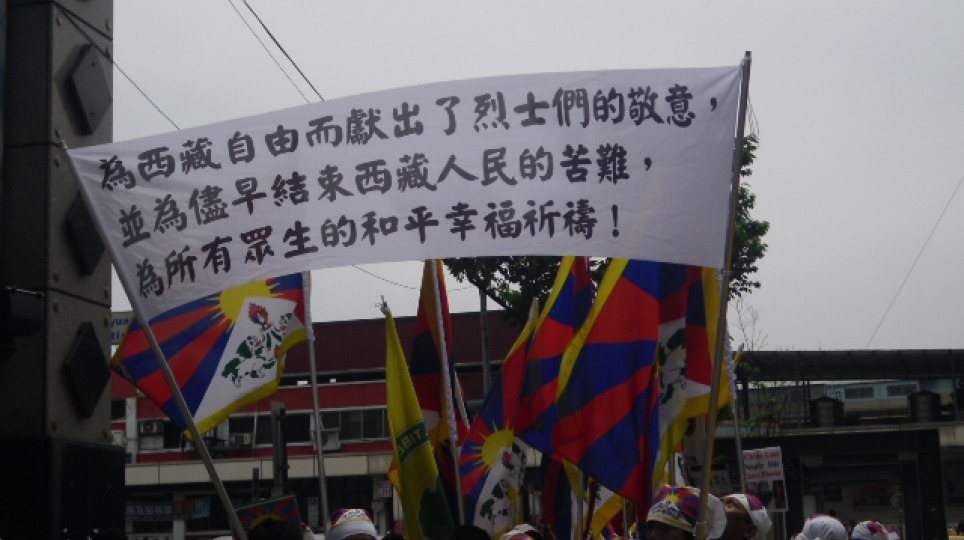 為西藏自由而獻出了烈士們的敬意，
並為儘早結束西藏人民的苦難，
為所有眾生的和平幸福祈禱！